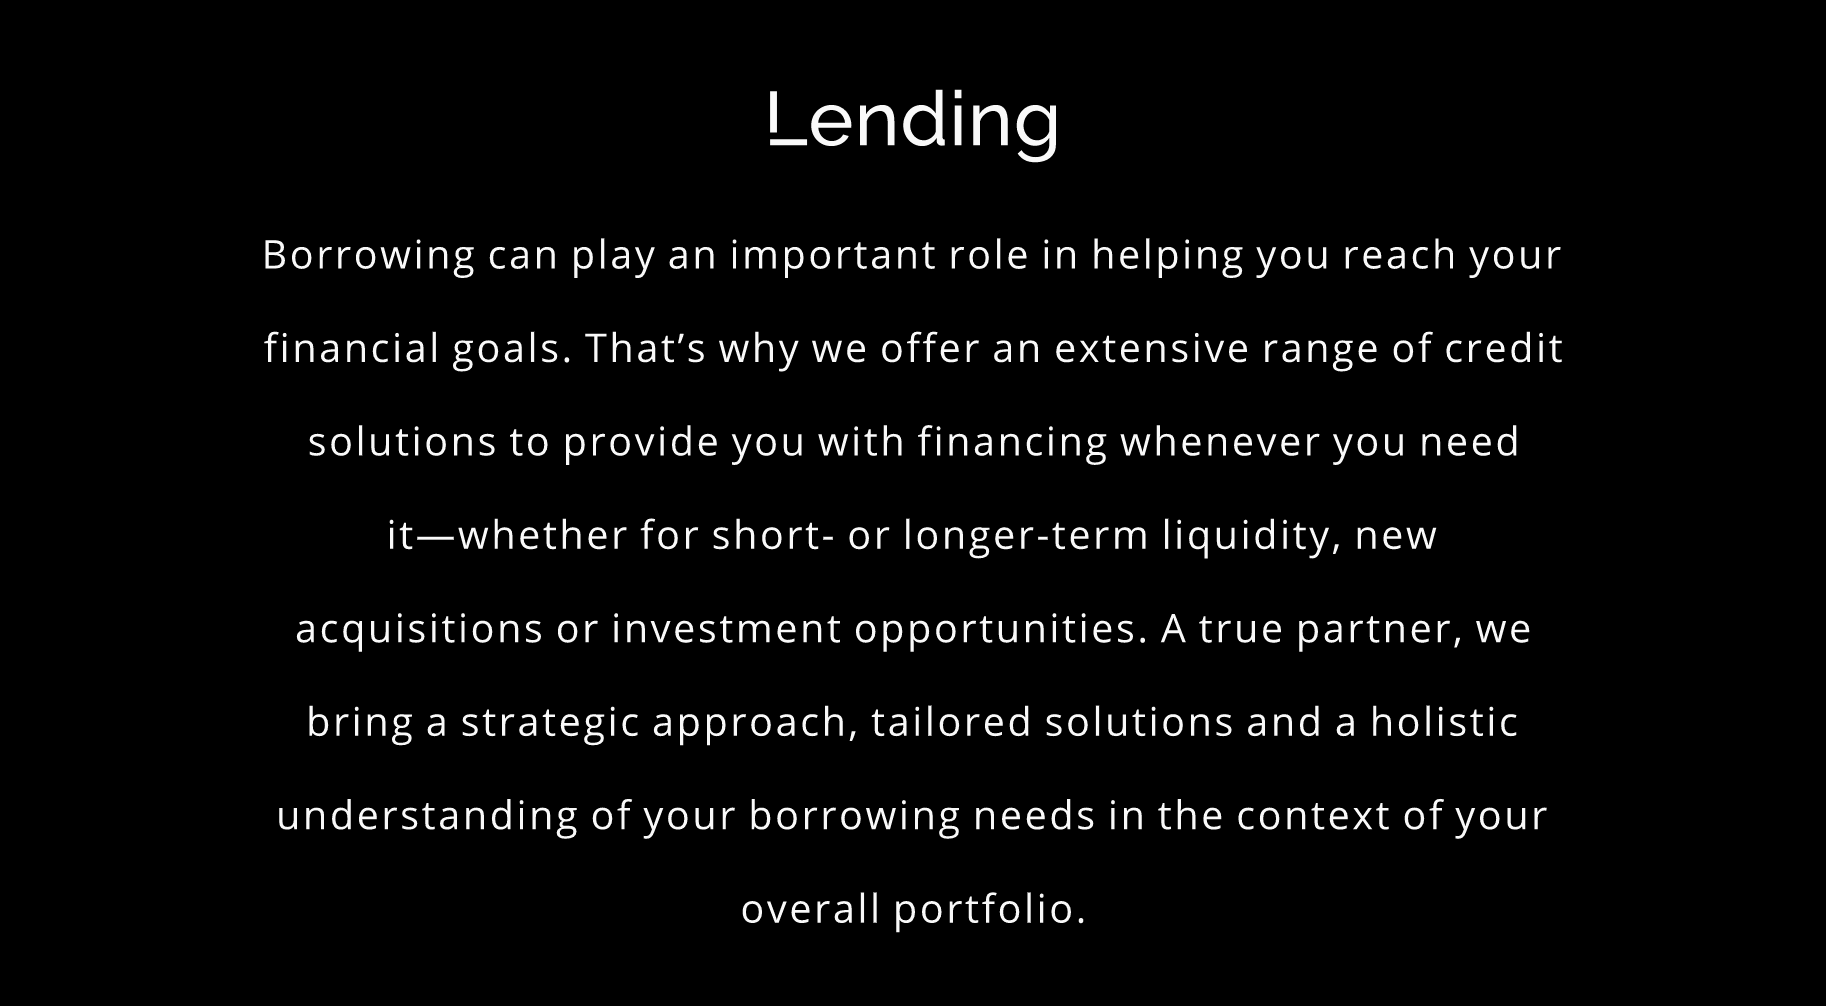 Lending
Borrowing can play an important role in helping you reach your
financial goals. That’s why we offer an extensive range of credit
solutions to provide you with financing whenever you need
it—whether for short- or longer-term liquidity, new
acquisitions or investment opportunities. A true partner, we
bring a strategic approach, tailored solutions and a holistic
understanding of your borrowing needs in the context of your
overall portfolio.